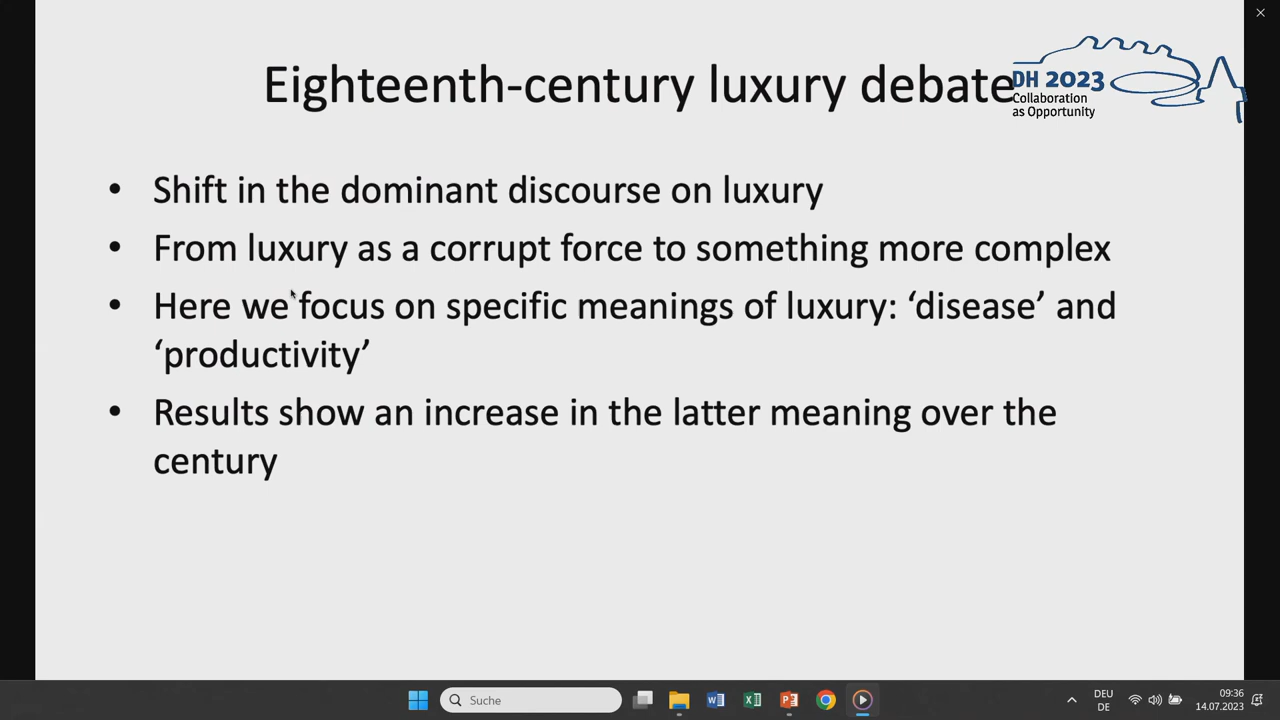 Eighteenth-century luxury debate
DH 2023
Collaboration
as Opportunity
• Shift in the dominant discourse on luxury
• From luxury as a corrupt force to something more complex
• Here we focus on specific meanings of luxury: ‘disease’ and
‘productivity’
• Results show an increase in the latter meaning over the
century
Suche
DEU
DE
09:36
14.07.2023